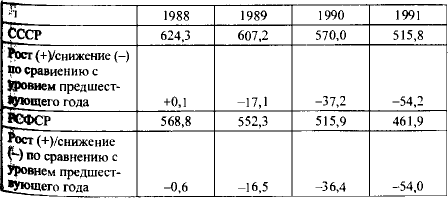 1988 1989 1990 1991
СССР 624,3 607,2 570,0 515,8
Рост (+)/снижение (–)
по сравнению с
уровнем предшест-
вующего года +0,1 –17,1 –37,2 –54,2
РСФСР 568,8 552,3 515,9 461,9
Рост (+)/снижение
(–) по сравнению с
уровнем предшест-
вующего года –0,6 –16,5 –36,4 –54,0